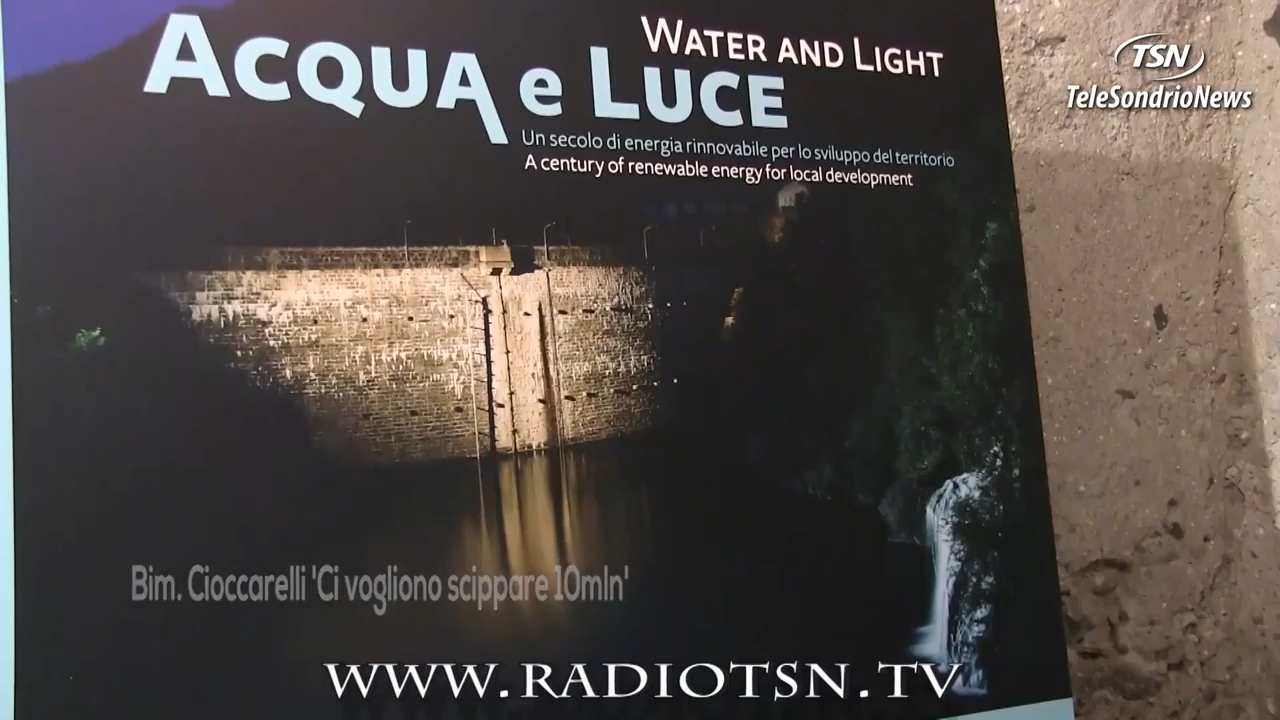 WATER AND LIGHT
ACQUA e LUCE
Un secolo di energia rinnovabile per lo sviluppo del territorio
A century of renewable energy for local development
TSN
TeleSondrioNews
Bim. Cioccarelli 'Ci vogliono scippare 10mln'
WWW.RADIOTSN.TV